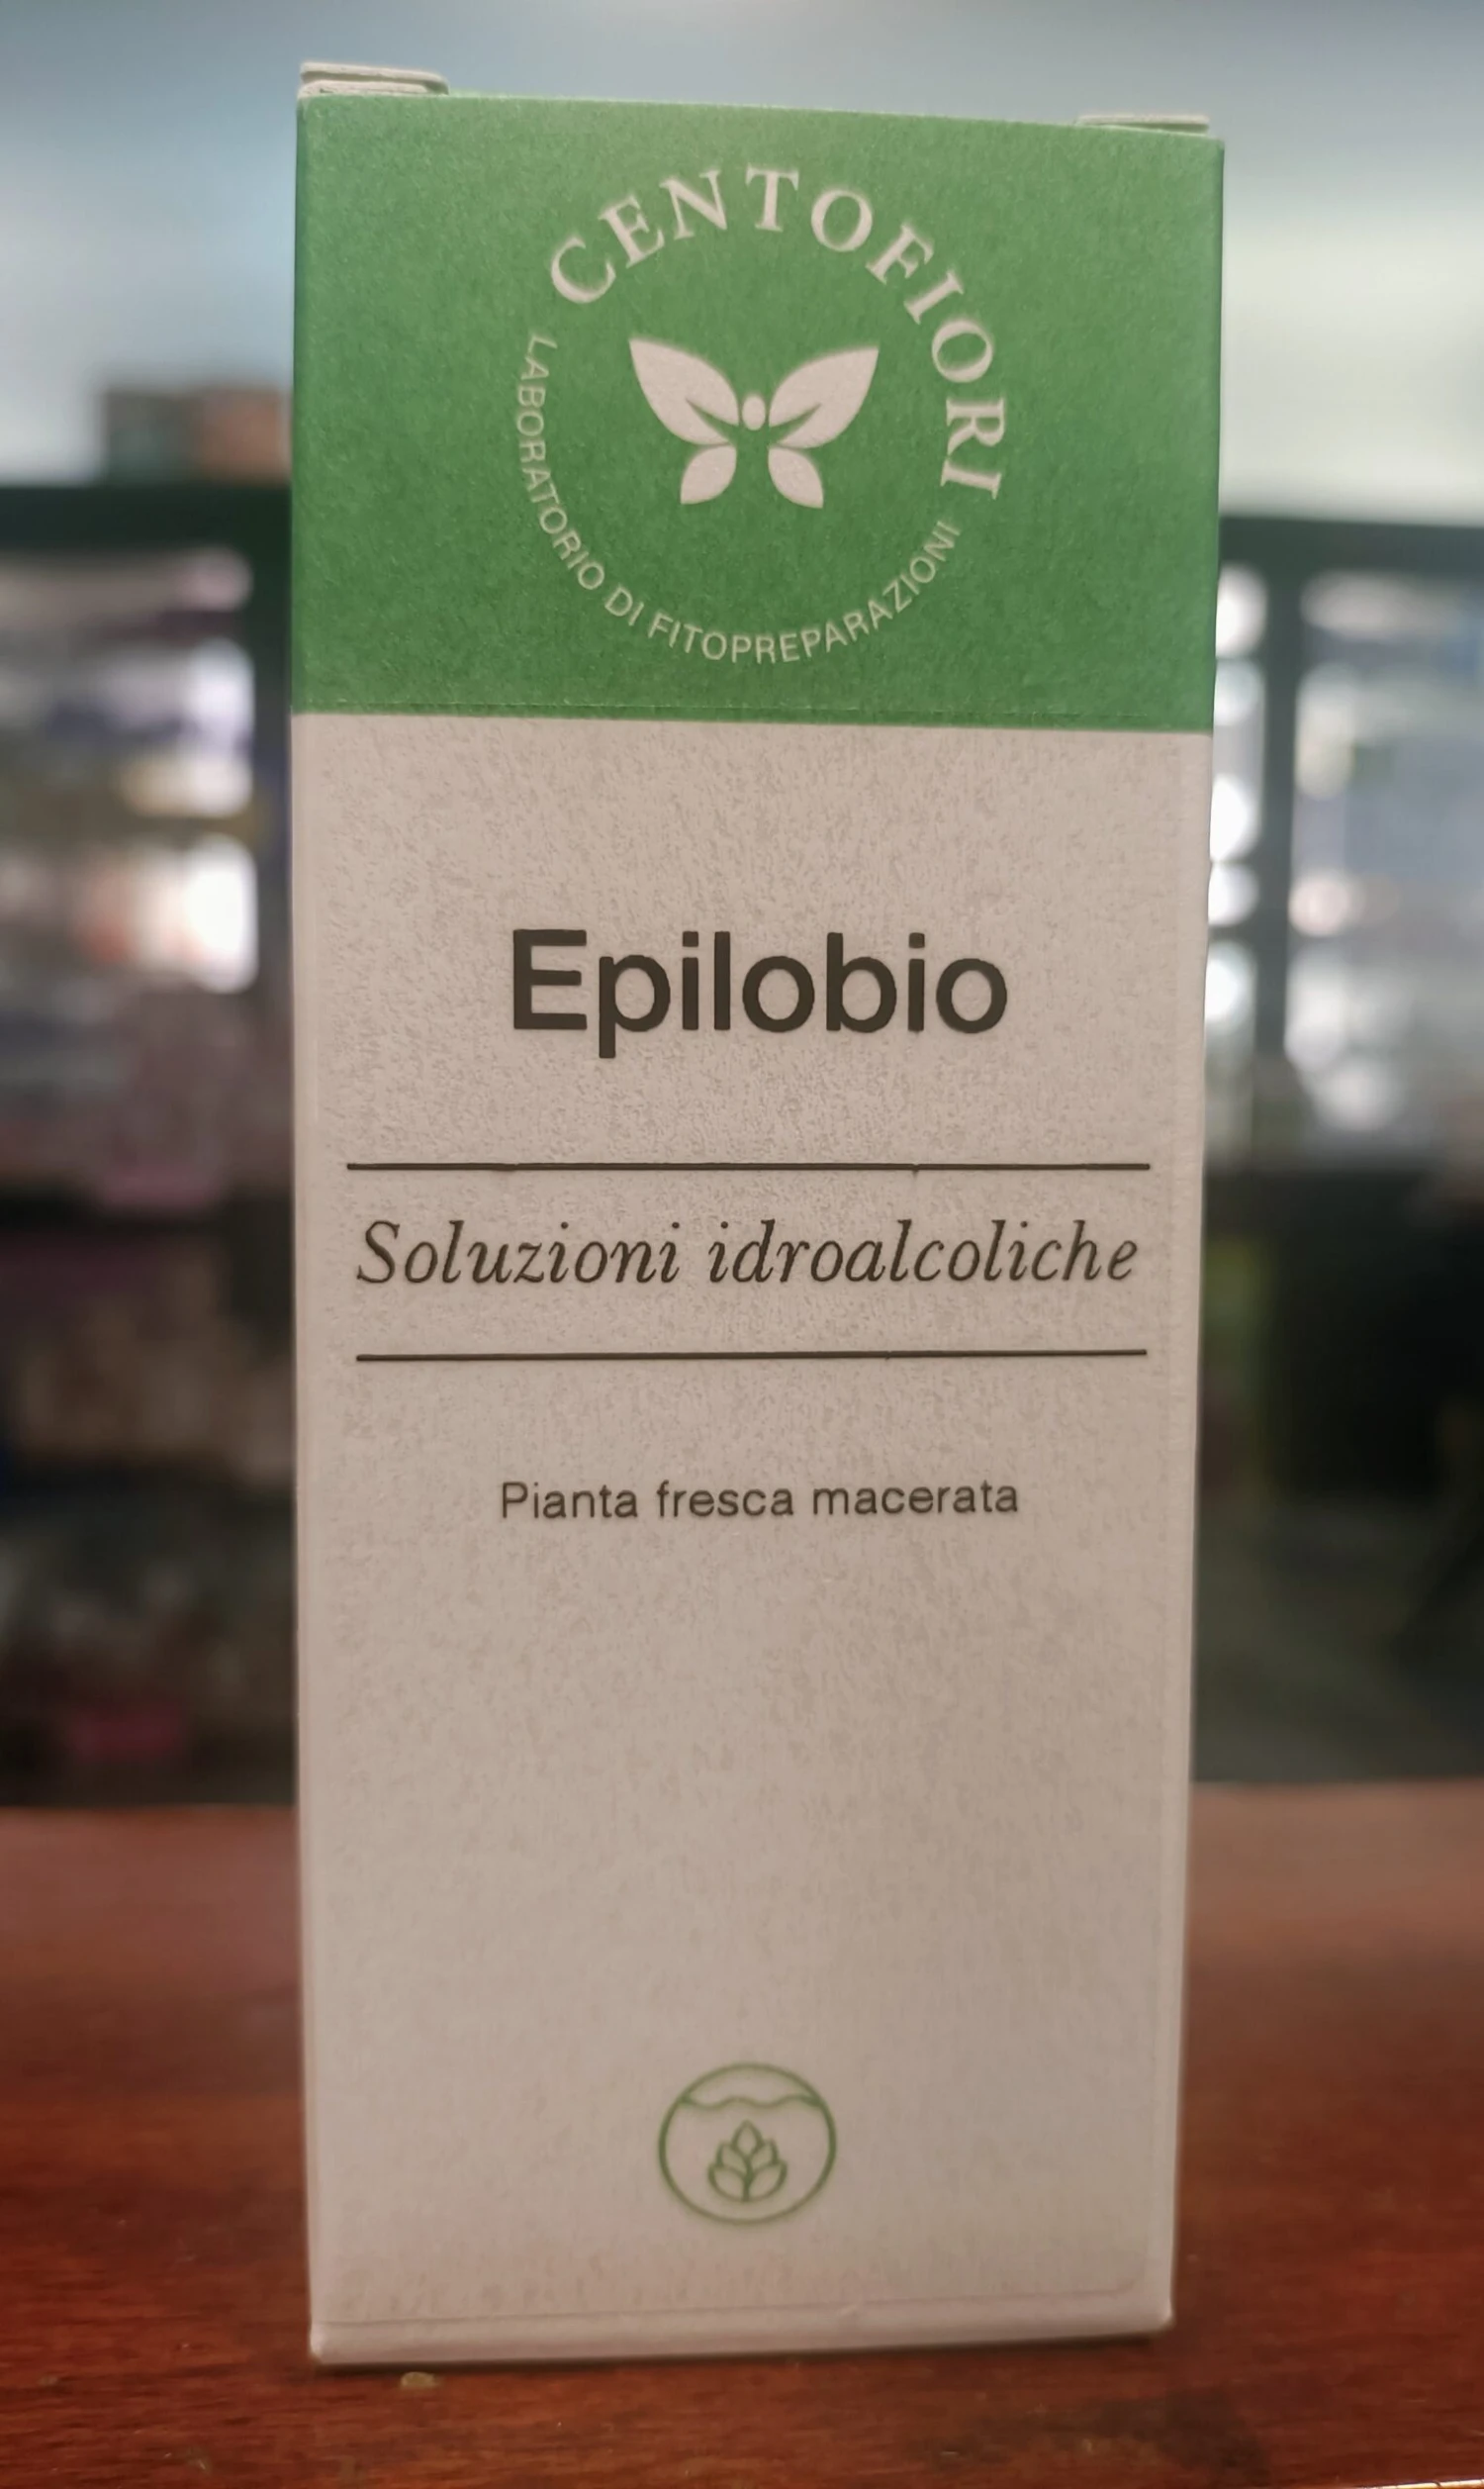 CENTOFIORI
LABORATORIO DI FITOPREPARAZIONI
Epilobio
Soluzioni idroalcoliche
Pianta fresca macerata